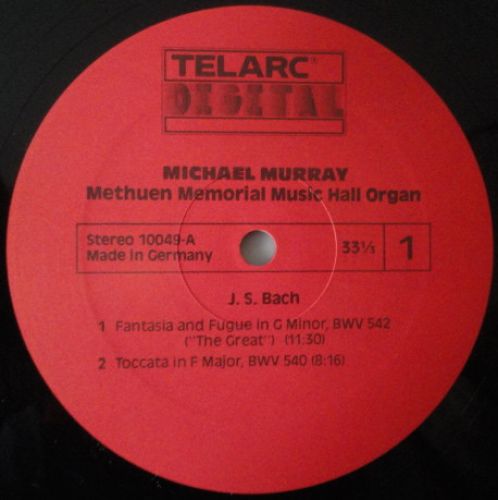 TELARC®
DIGITAL
MICHAEL MURRAY
Methuen Memorial Music Hall Organ
Stereo 10049-A 33⅓ 1
Made in Germany
J. S. Bach
1 Fantasia and Fugue in G Minor, BWV 542
("The Great") (11:30)
2 Toccata in F Major, BWV 540 (8:16)